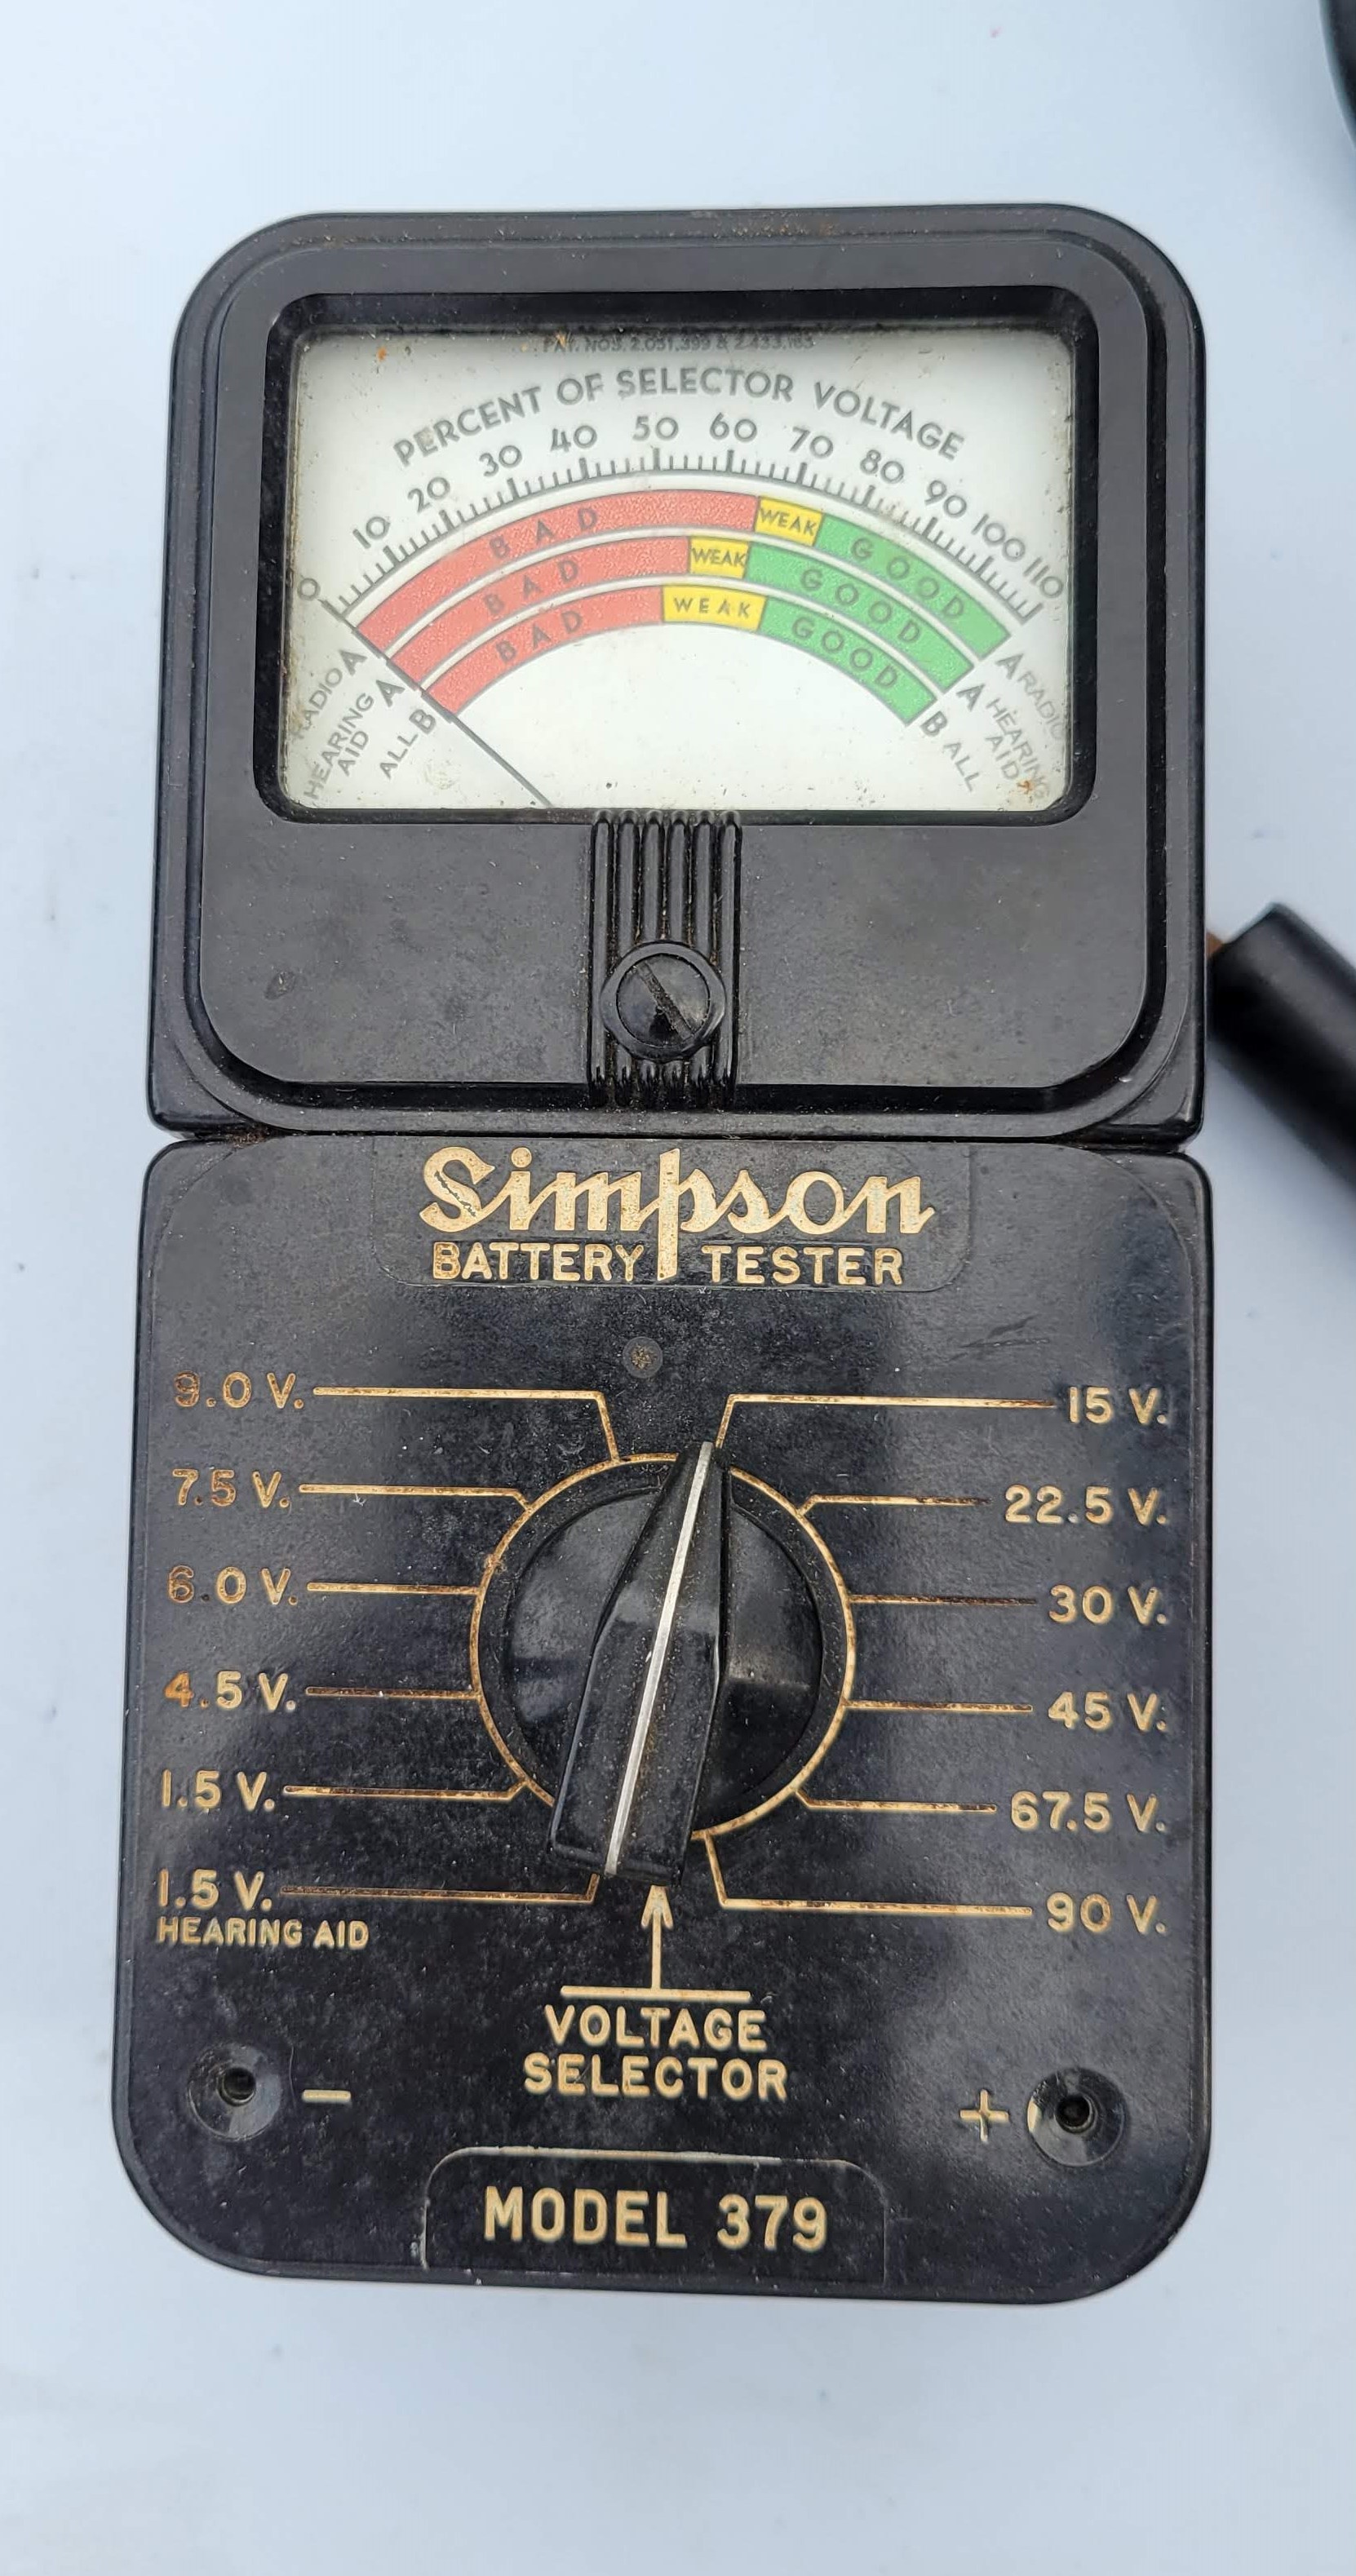 PAT. NOS. 2,051,399 & 2,433,163
PERCENT OF SELECTOR VOLTAGE
0 10 20 30 40 50 60 70 80 90 100 110
BAD WEAK GOOD
BAD WEAK GOOD
BAD WEAK GOOD
RADIO A
HEARING AID A
ALL B
A RADIO
A HEARING AID
B ALL
Simpson
BATTERY TESTER
9.0 V.
15 V.
7.5 V.
22.5 V.
6.0 V.
30 V.
4.5 V.
45 V.
1.5 V.
67.5 V.
1.5 V.
HEARING AID
90 V.
VOLTAGE
SELECTOR
− +
MODEL 379